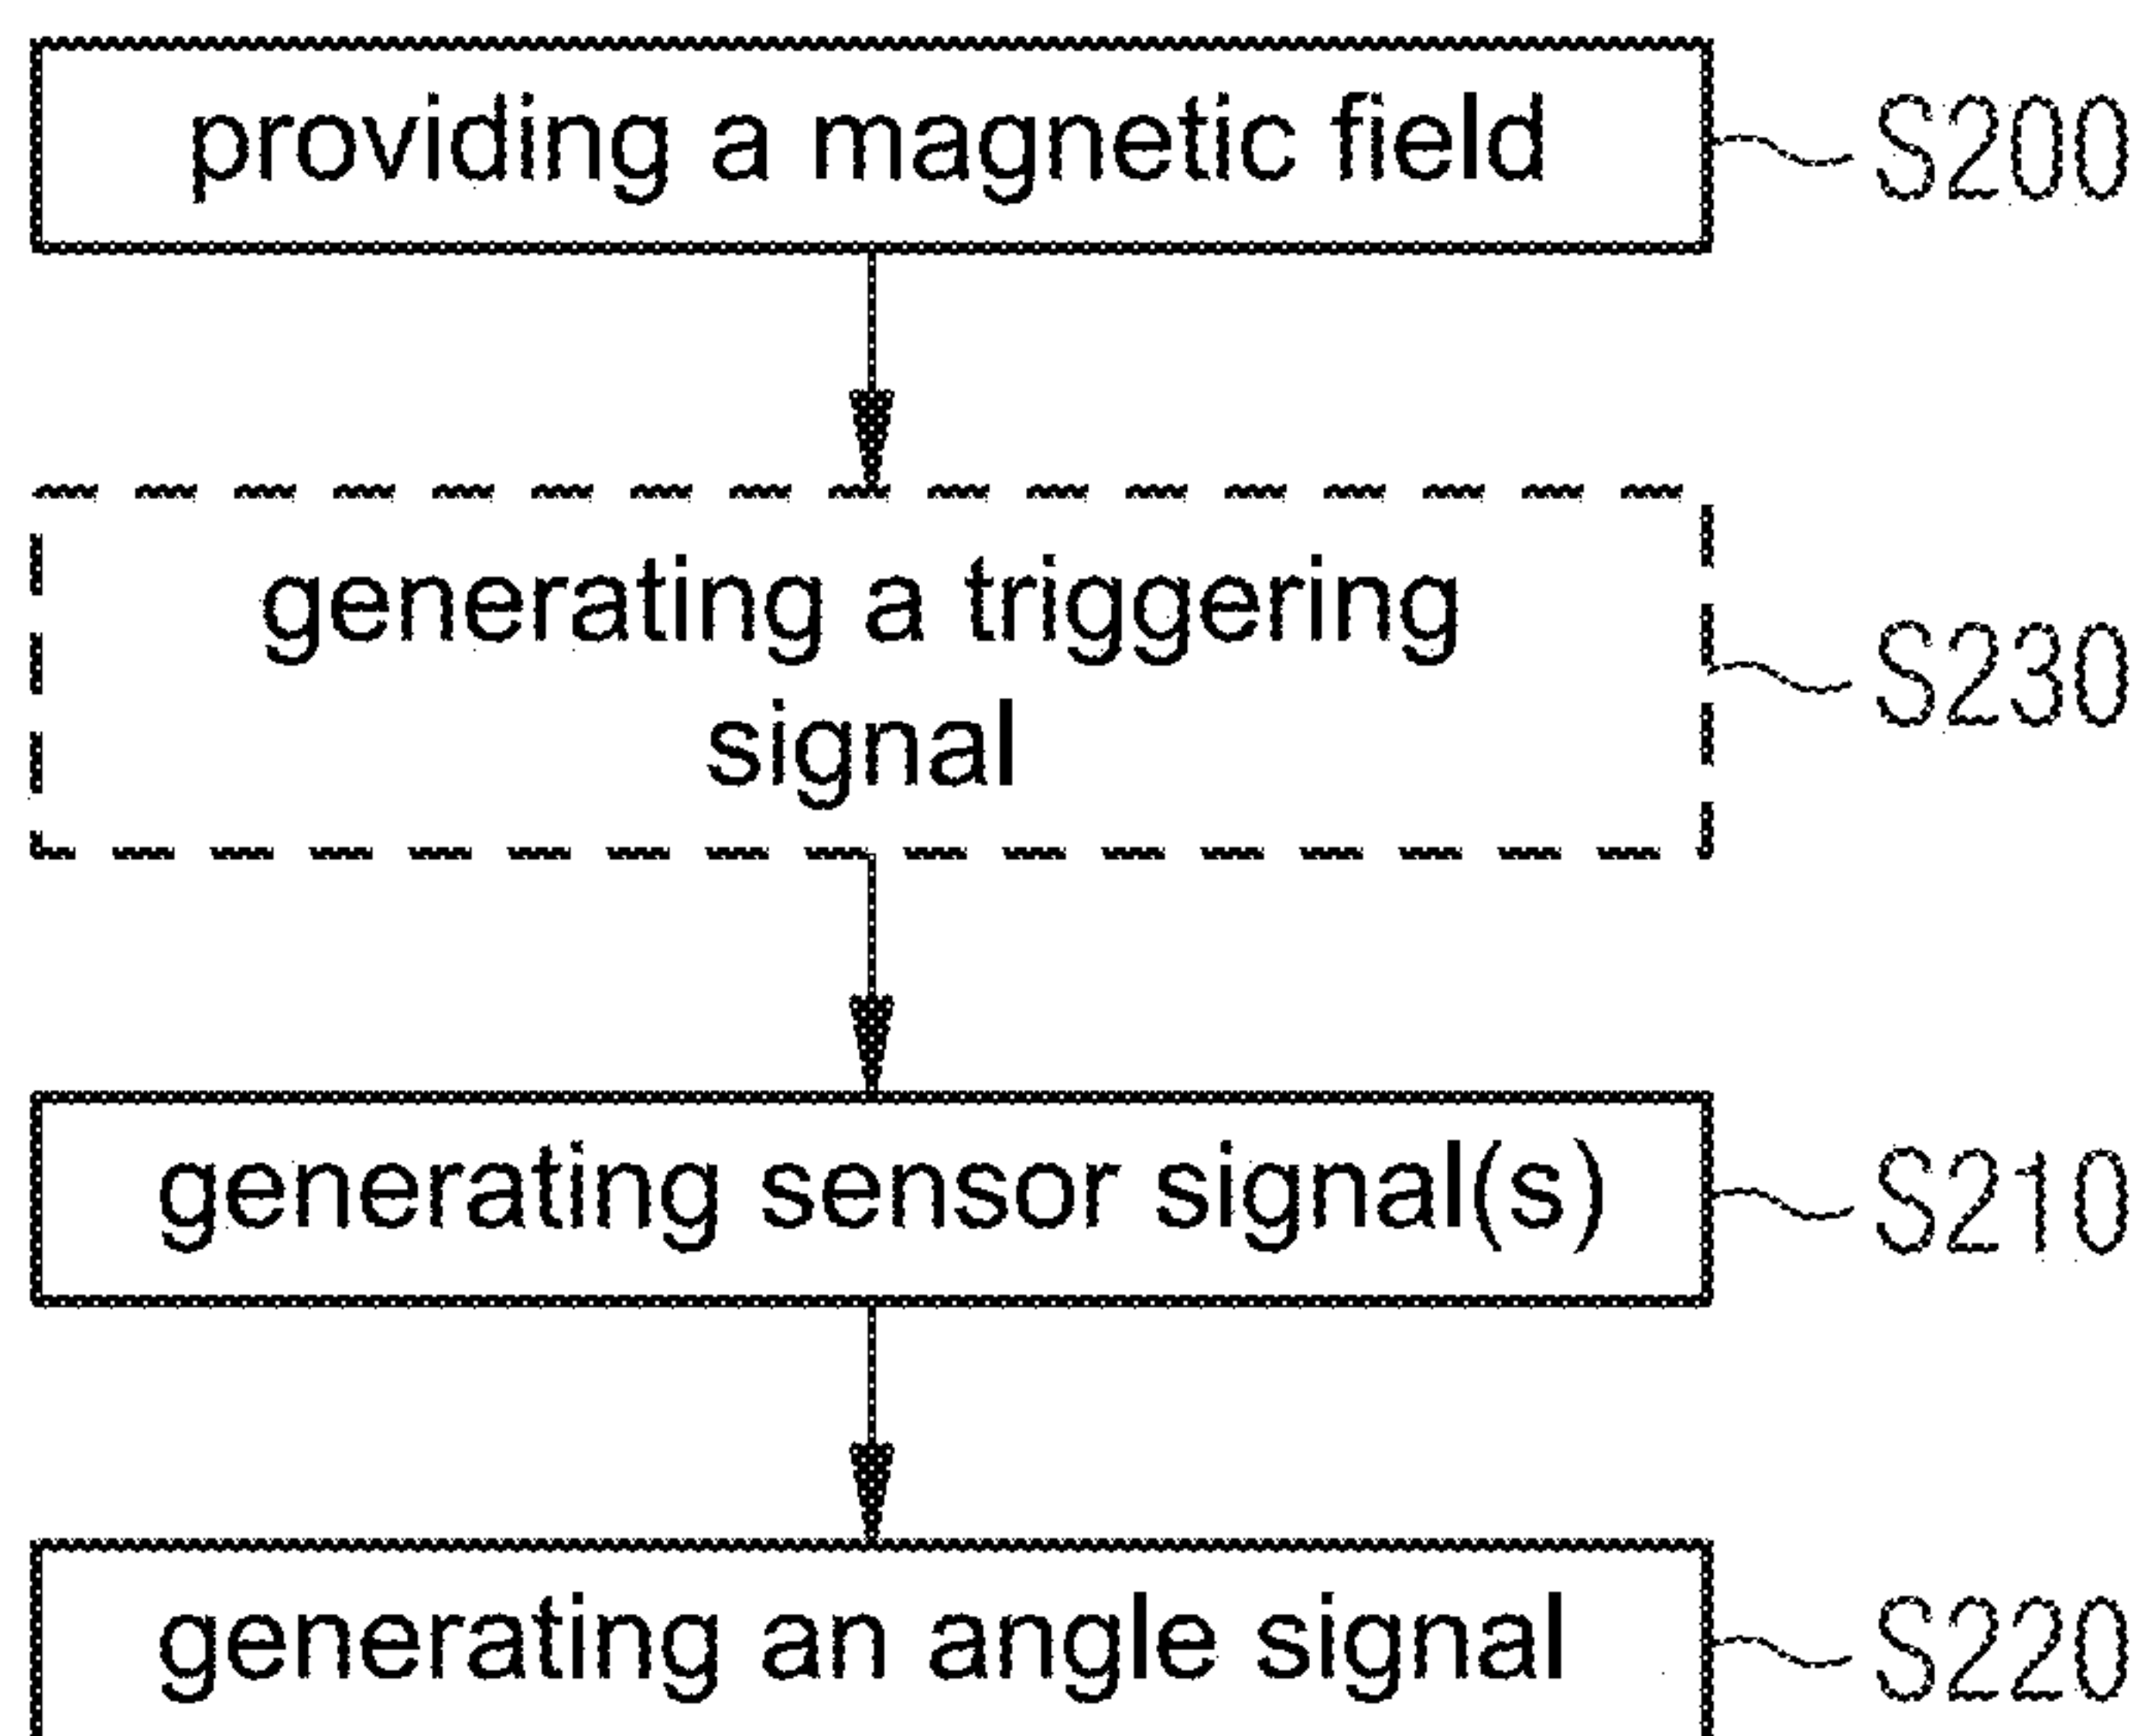 providing a magnetic field S200
generating a triggering
signal
S230
generating sensor signal(s) S210
generating an angle signal S220